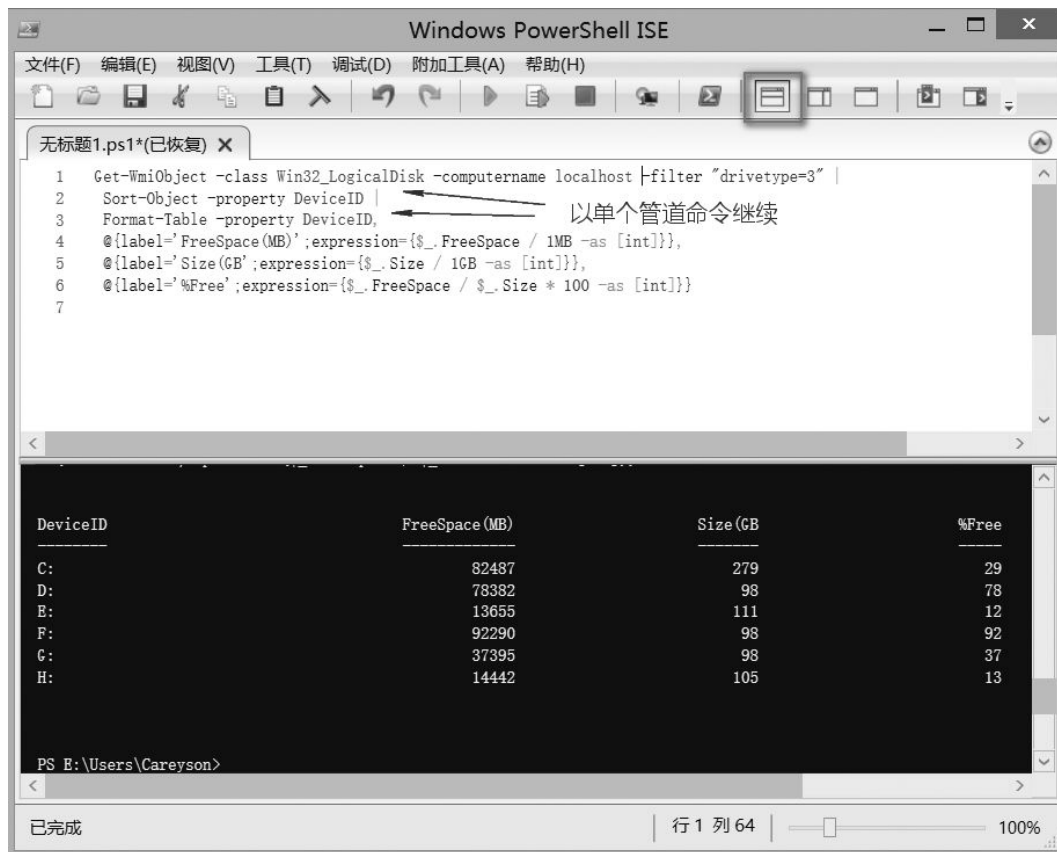 Windows PowerShell ISE
文件(F) 编辑(E) 视图(V) 工具(T) 调试(D) 附加工具(A) 帮助(H)
无标题1.ps1*(已恢复) X
1 Get-WmiObject -class Win32_LogicalDisk -computername localhost -filter "drivetype=3" |
2 Sort-Object -property DeviceID |
3 Format-Table -property DeviceID,
以单个管道命令继续
4 @{label='FreeSpace(MB)';expression={$_.FreeSpace / 1MB -as [int]}},
5 @{label='Size(GB';expression={$_.Size / 1GB -as [int]}},
6 @{label='%Free';expression={$_.FreeSpace / $_.Size * 100 -as [int]}}
7
DeviceID FreeSpace(MB) Size(GB %Free
-------- ------------- ------- -----
C: 82487 279 29
D: 78382 98 78
E: 13655 111 12
F: 92290 98 92
G: 37395 98 37
H: 14442 105 13
PS E:\Users\Careyson>
已完成 行 1 列 64 100%